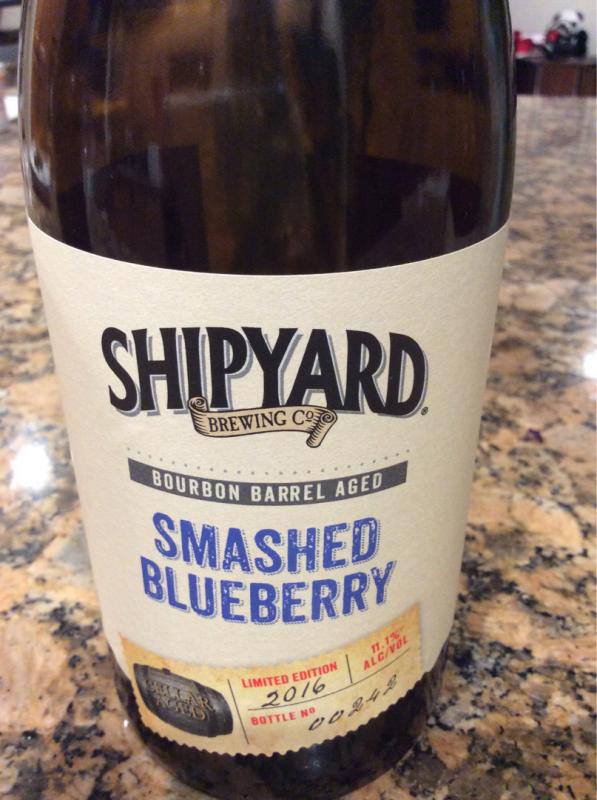 SHIPYARD®
BREWING Co
BOURBON BARREL AGED
SMASHED
BLUEBERRY
CELLAR
AGED
LIMITED EDITION
2016
BOTTLE No
00242
11.1%
ALC/VOL